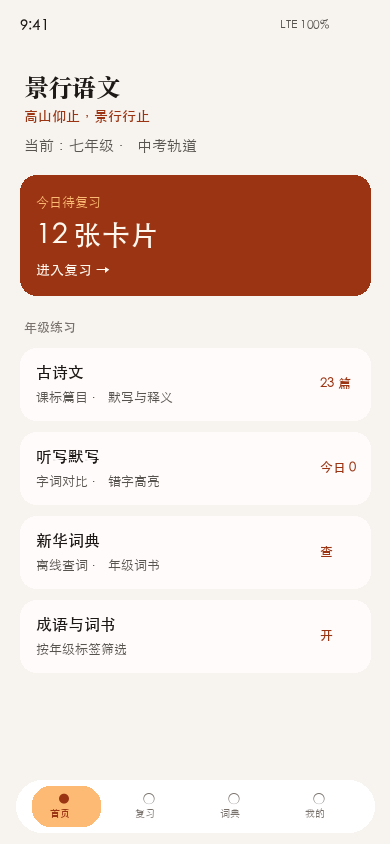 9:41
LTE 100%
景行语文
高山仰止，景行行止
当前：七年级 · 中考轨道
今日待复习
12 张卡片
进入复习 →
年级练习
古诗文
23 篇
课标篇目 · 默写与释义
听写默写
今日 0
字词对比 · 错字高亮
新华词典
查
离线查词 · 年级词书
成语与词书
开
按年级标签筛选
首页
复习
词典
我的